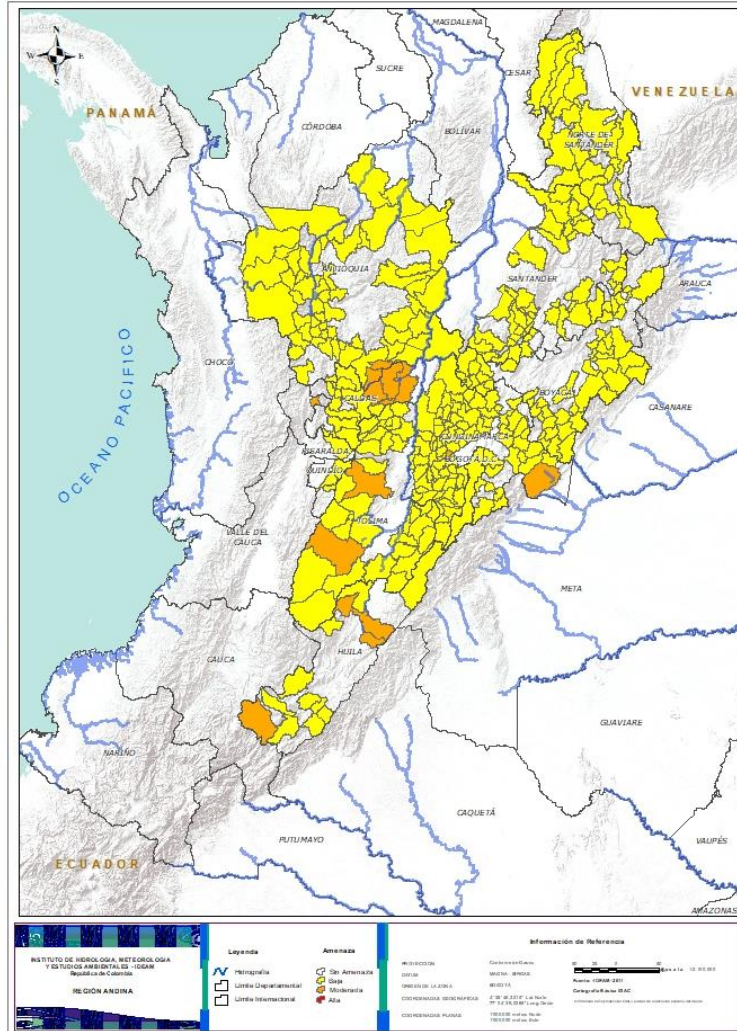 N
W E
S
MAGDALENA
SUCRE
CESAR
VENEZUELA
PANAMÁ
CÓRDOBA
BOLÍVAR
NORTE DE
SANTANDER
ANTIOQUIA
SANTANDER
ARAUCA
OCEANO PACIFICO
CHOCÓ
BOYACÁ
CALDAS
CASANARE
CUNDINAMARCA
RISARALDA
BOGOTÁ D.C.
QUINDIO
TOLIMA
VALLE DEL
CAUCA
META
HUILA
CAUCA
GUAVIARE
NARIÑO
CAQUETÁ
PUTUMAYO
VAUPÉS
ECUADOR
AMAZONAS
INSTITUTO DE HIDROLOGIA, METEOROLOGIA
Y ESTUDIOS AMBIENTALES - IDEAM
República de Colombia
REGIÓN ANDINA
Leyenda
Hidrografía
Límite Departamental
Límite Internacional
Amenaza
Sin Amenaza
Baja
Moderada
Alta
Información de Referencia
PROYECCIÓN
DATUM
ORIGEN DE LA ZONA
BOGOTÁ
COORDENADAS GEOGRÁFICAS
COORDENADAS PLANAS